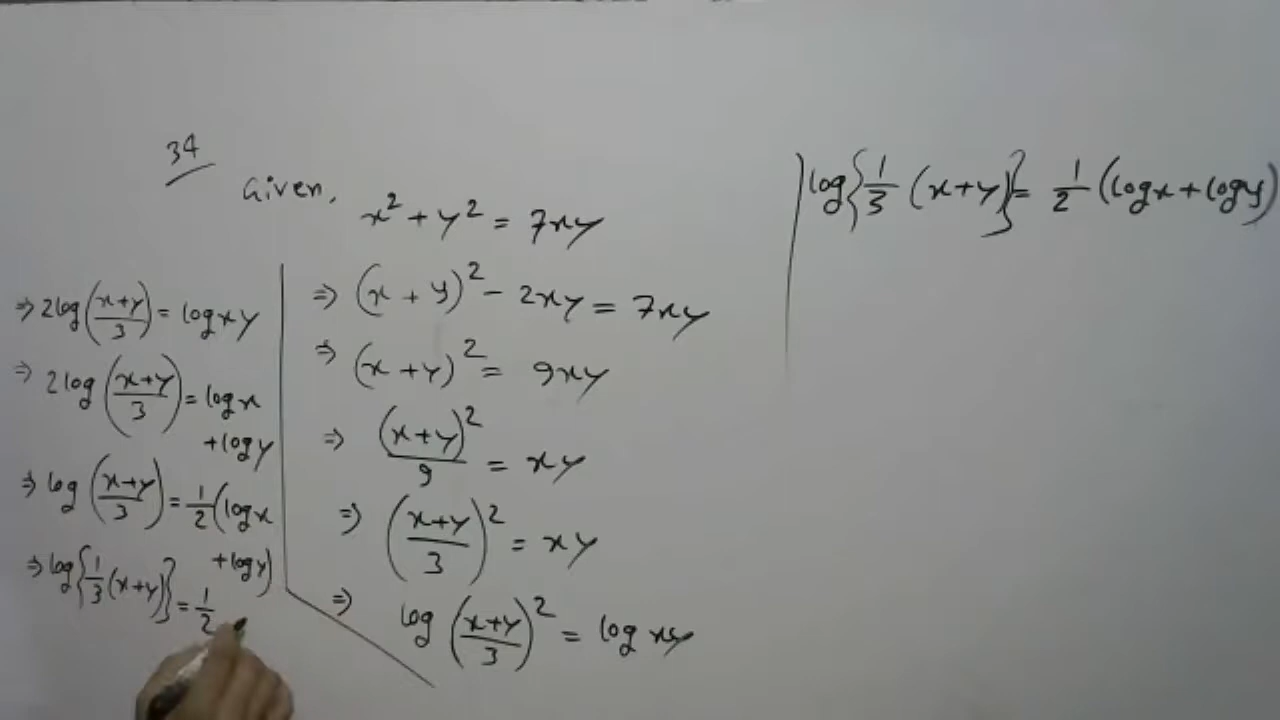 34
Given,
x² + y² = 7xy
⇒ (x + y)² - 2xy = 7xy
⇒ (x + y)² = 9xy
⇒ (x+y)²/9 = xy
⇒ ((x+y)/3)² = xy
⇒ log((x+y)/3)² = log xy
⇒ 2log((x+y)/3) = log xy
⇒ 2log((x+y)/3) = log x
+ log y
⇒ log((x+y)/3) = 1/2 (log x
+ log y)
⇒ log{1/3 (x+y)} = 1/2
log{1/3 (x+y)} = 1/2 (log x + log y)